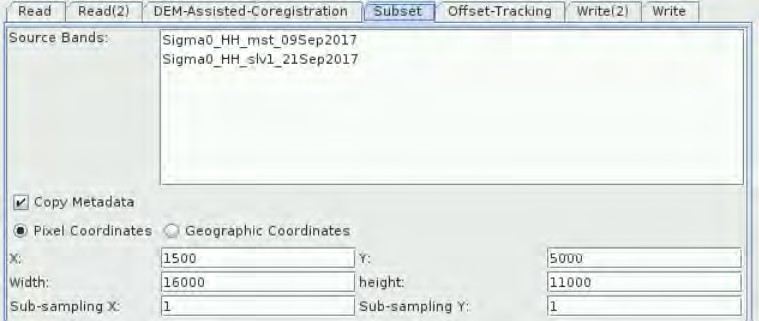 Read Read(2) DEM-Assisted-Coregistration Subset Offset-Tracking Write(2) Write
Source Bands: Sigma0_HH_mst_09Sep2017
Sigma0_HH_slv1_21Sep2017
Copy Metadata
Pixel Coordinates Geographic Coordinates
X: 1500 Y: 5000
Width: 16000 height: 11000
Sub-sampling X: 1 Sub-sampling Y: 1